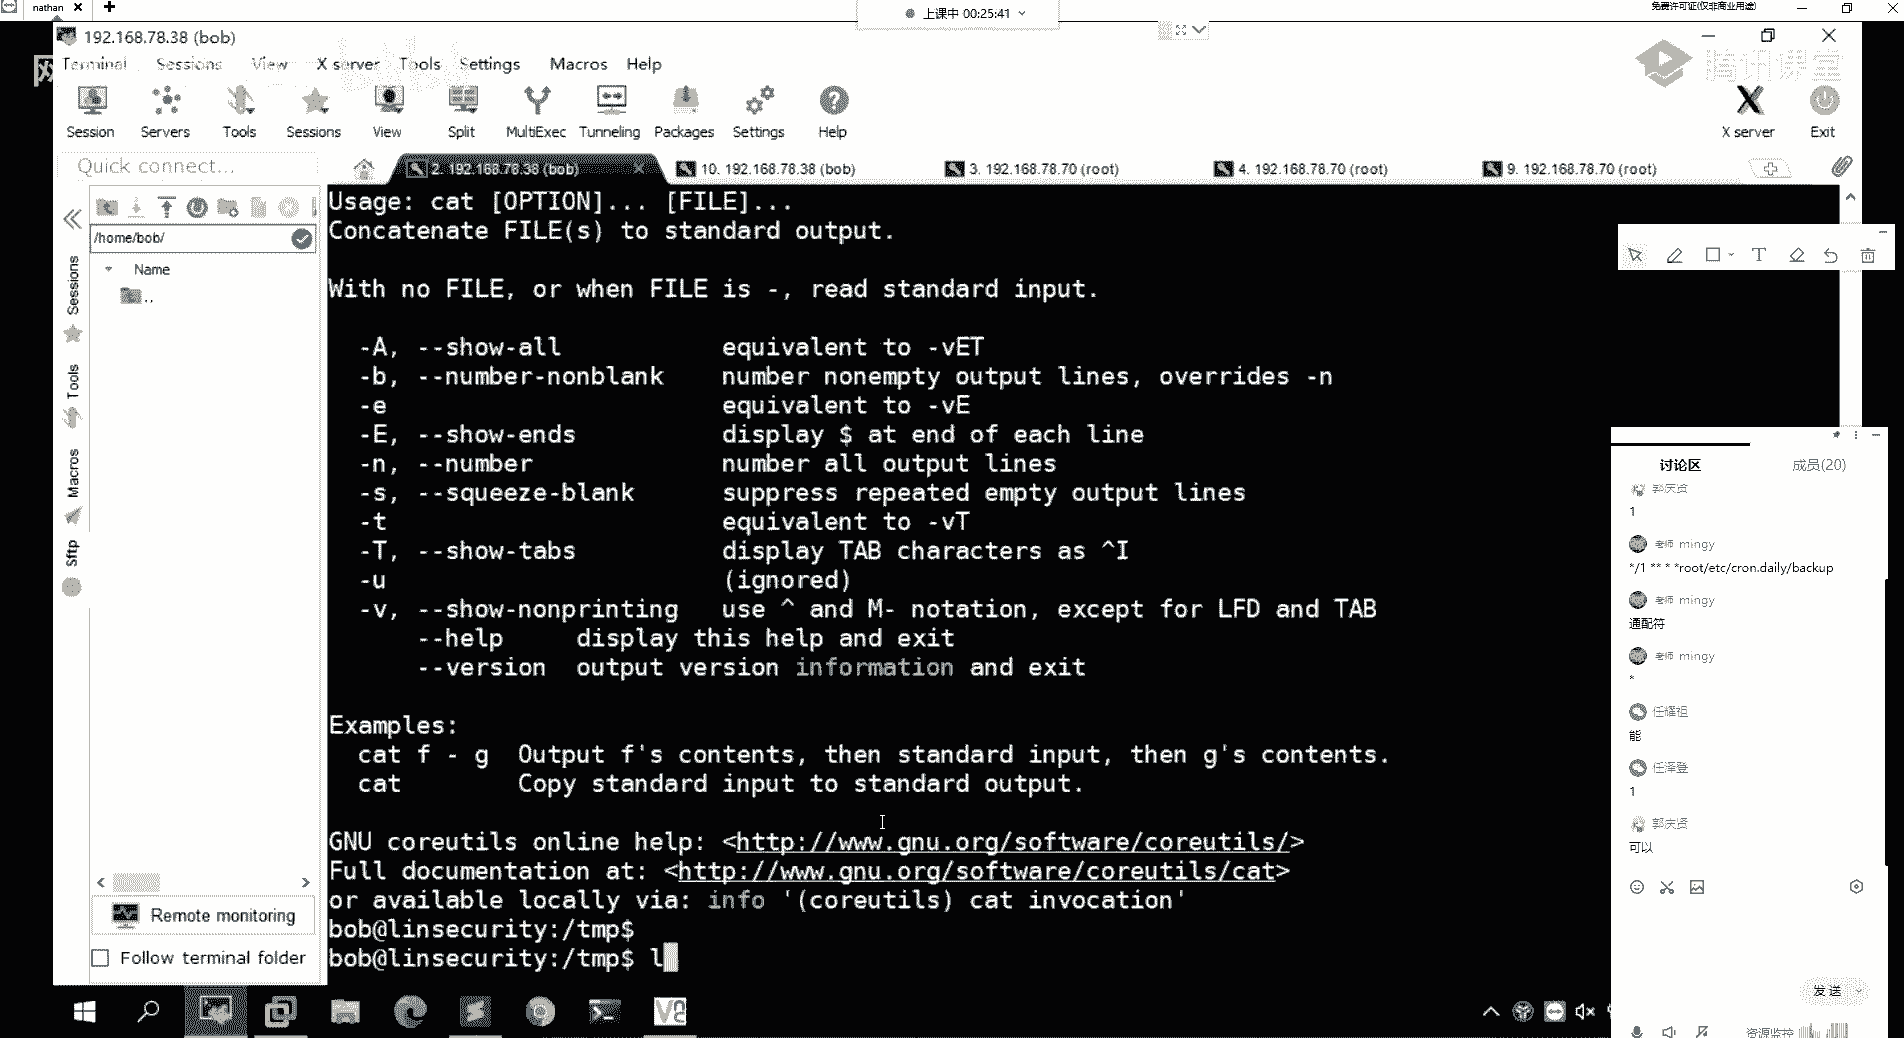 nathan
上课中 00:25:41
免费许可证(仅非商业用途)
192.168.78.38 (bob)
Terminal Sessions View X server Tools Settings Macros Help
腾讯课堂
Session Servers Tools Sessions View Split MultiExec Tunneling Packages Settings Help X server Exit
Quick connect...
2. 192.168.78.38 (bob) 10. 192.168.78.38 (bob) 3. 192.168.78.70 (root) 4. 192.168.78.70 (root) 9. 192.168.78.70 (root)
/home/bob/
Name
..
Sessions
Tools
Macros
Sftp
Remote monitoring
Follow terminal folder
Usage: cat [OPTION]... [FILE]...
Concatenate FILE(s) to standard output.
With no FILE, or when FILE is -, read standard input.
-A, --show-all equivalent to -vET
-b, --number-nonblank number nonempty output lines, overrides -n
-e equivalent to -vE
-E, --show-ends display $ at end of each line
-n, --number number all output lines
-s, --squeeze-blank suppress repeated empty output lines
-t equivalent to -vT
-T, --show-tabs display TAB characters as ^I
-u (ignored)
-v, --show-nonprinting use ^ and M- notation, except for LFD and TAB
--help display this help and exit
--version output version information and exit
Examples:
cat f - g Output f's contents, then standard input, then g's contents.
cat Copy standard input to standard output.
GNU coreutils online help: <http://www.gnu.org/software/coreutils/>
Full documentation at: <http://www.gnu.org/software/coreutils/cat>
or available locally via: info '(coreutils) cat invocation'
bob@linsecurity:/tmp$
bob@linsecurity:/tmp$ l
讨论区 成员(20)
郭庆贤
1
老师 mingy
*/1 ** * *root/etc/cron.daily/backup
老师 mingy
通配符
老师 mingy
*
任耀祖
能
任泽登
1
郭庆贤
可以
发送
资源监控